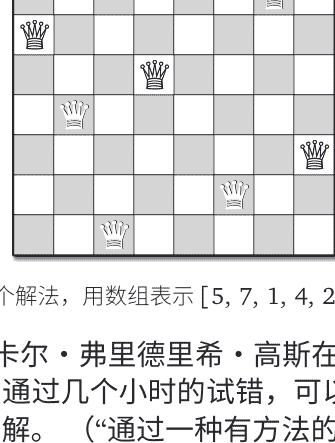 个解法，用数组表示 [5, 7, 1, 4, 2
卡尔·弗里德里希·高斯在
通过几个小时的试错，可以
解。（“通过一种有方法的